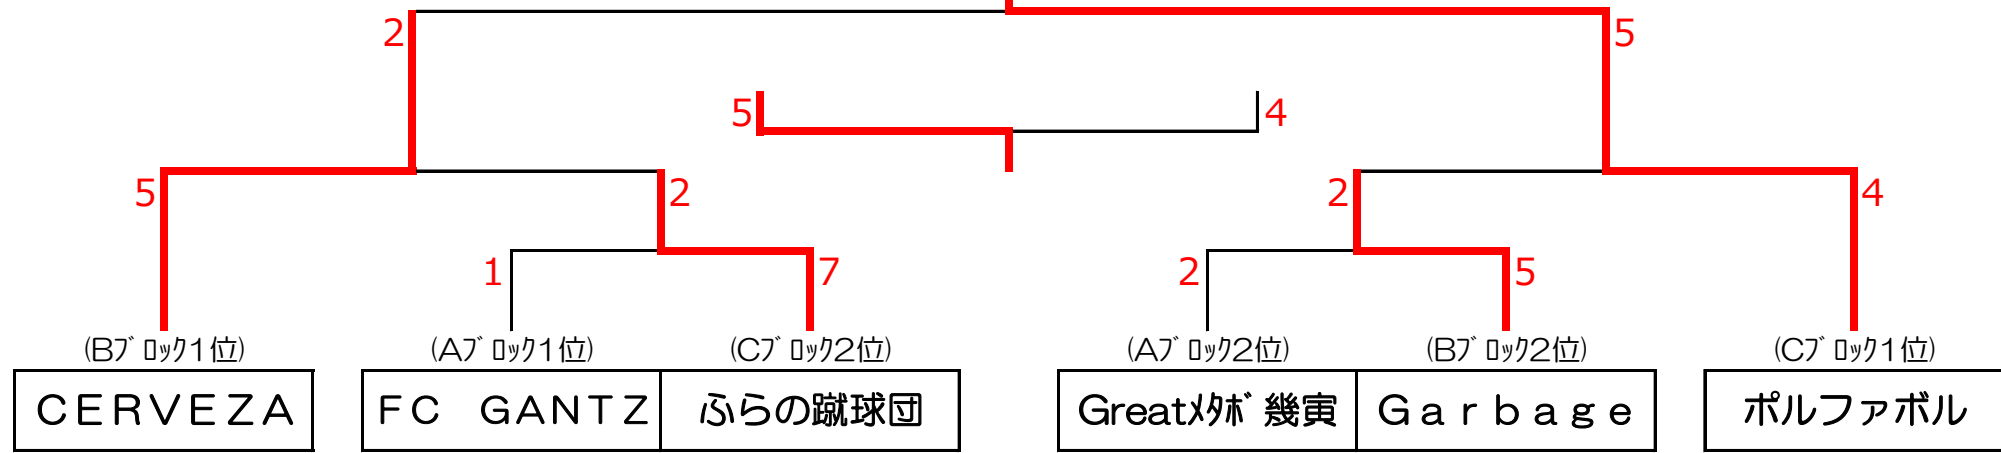 2 5
5 4
5 2 2 4
1 7 2 5
(Bﾌﾞﾛｯｸ1位) (Aﾌﾞﾛｯｸ1位) (Cﾌﾞﾛｯｸ2位) (Aﾌﾞﾛｯｸ2位) (Bﾌﾞﾛｯｸ2位) (Cﾌﾞﾛｯｸ1位)
ＣＥＲＶＥＺＡ ＦＣ　ＧＡＮＴＺ ふらの蹴球団 Greatﾒﾀﾎﾞ幾寅 Ｇａｒｂａｇｅ ポルファボル